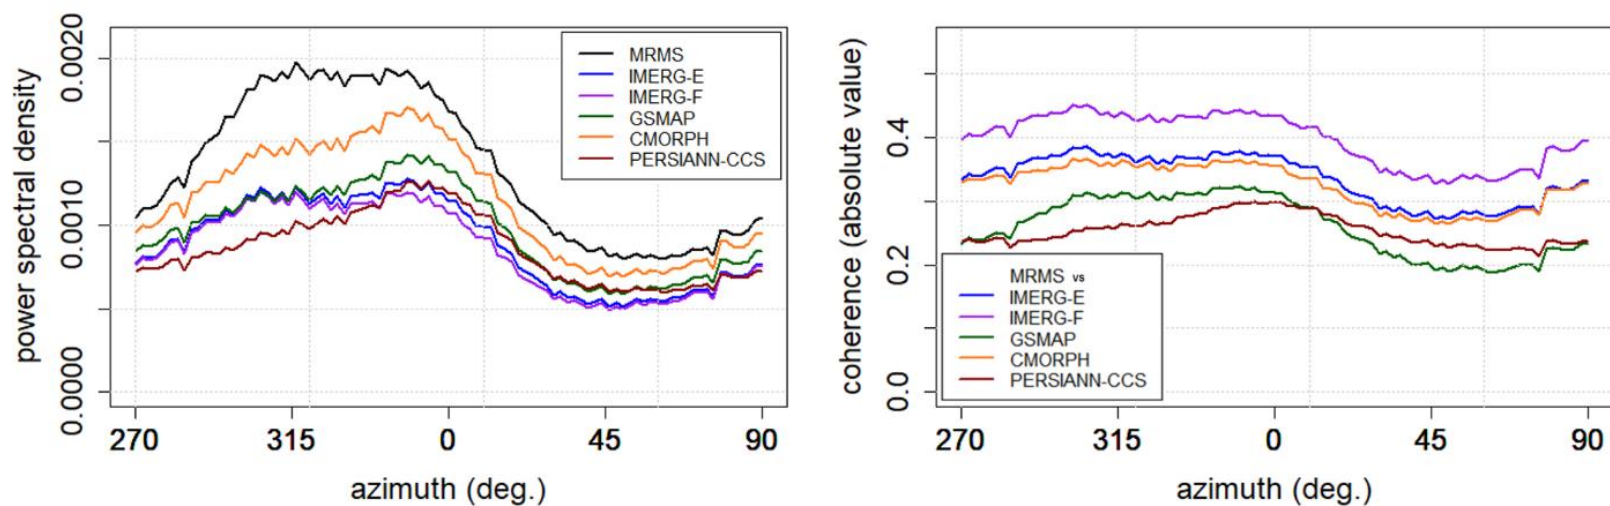 power spectral density
0.0020
0.0010
0.0000
MRMS
IMERG-E
IMERG-F
GSMAP
CMORPH
PERSIANN-CCS
270 315 0 45 90
azimuth (deg.)
coherence (absolute value)
0.4
0.2
0.0
MRMS vs
IMERG-E
IMERG-F
GSMAP
CMORPH
PERSIANN-CCS
270 315 0 45 90
azimuth (deg.)